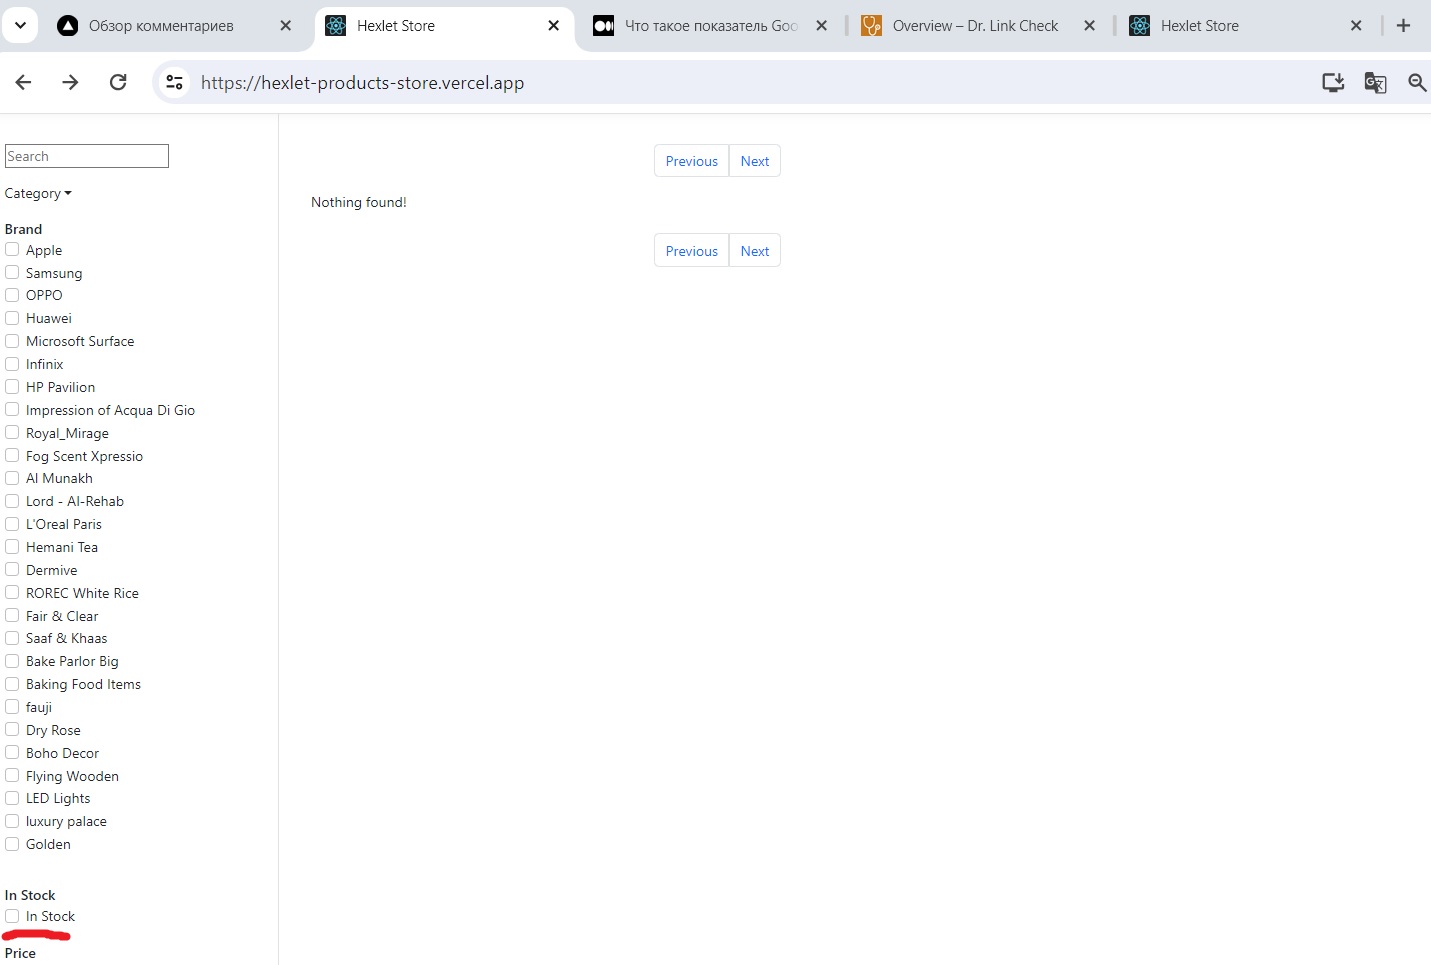 Обзор комментариев
Hexlet Store
Что такое показатель Goo
Overview – Dr. Link Check
Hexlet Store
https://hexlet-products-store.vercel.app
Search
Category
Brand
Apple
Samsung
OPPO
Huawei
Microsoft Surface
Infinix
HP Pavilion
Impression of Acqua Di Gio
Royal_Mirage
Fog Scent Xpressio
Al Munakh
Lord - Al-Rehab
L'Oreal Paris
Hemani Tea
Dermive
ROREC White Rice
Fair & Clear
Saaf & Khaas
Bake Parlor Big
Baking Food Items
fauji
Dry Rose
Boho Decor
Flying Wooden
LED Lights
luxury palace
Golden
In Stock
In Stock
Price
Previous Next
Nothing found!
Previous Next